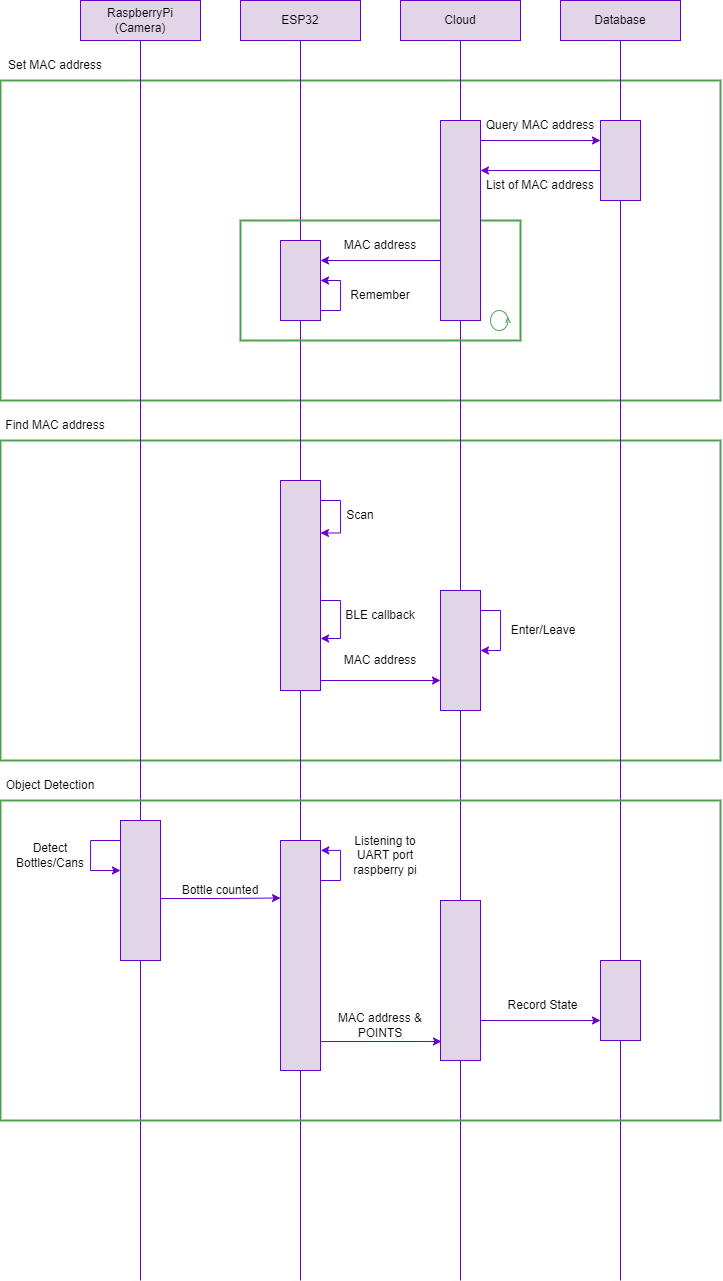 RaspberryPi
(Camera)
ESP32
Cloud
Database
Set MAC address
Query MAC address
List of MAC address
MAC address
Remember
Find MAC address
Scan
BLE callback
Enter/Leave
MAC address
Object Detection
Detect
Bottles/Cans
Listening to
UART port
raspberry pi
Bottle counted
Record State
MAC address &
POINTS